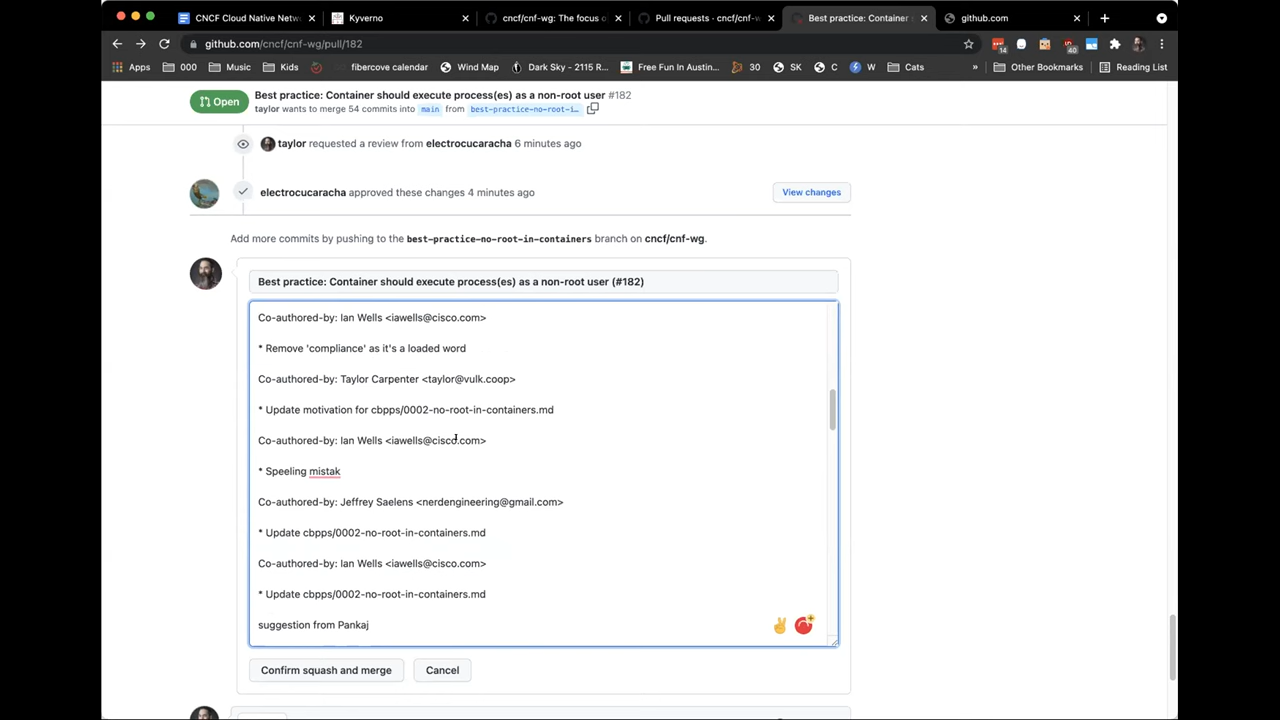 CNCF Cloud Native Netw
Kyverno
cncf/cnf-wg: The focus o
Pull requests · cncf/cnf-w
Best practice: Container
github.com
github.com/cncf/cnf-wg/pull/182
14
40
Apps
000
Music
Kids
fibercove calendar
Wind Map
Dark Sky - 2115 R...
Free Fun In Austin...
30
SK
C
W
Cats
»
Other Bookmarks
Reading List
Open
Best practice: Container should execute process(es) as a non-root user #182
taylor wants to merge 54 commits into main from best-practice-no-root-i...
taylor requested a review from electrocucaracha 6 minutes ago
electrocucaracha approved these changes 4 minutes ago
View changes
Add more commits by pushing to the best-practice-no-root-in-containers branch on cncf/cnf-wg.
Best practice: Container should execute process(es) as a non-root user (#182)
Co-authored-by: Ian Wells <iawells@cisco.com>
* Remove 'compliance' as it's a loaded word
Co-authored-by: Taylor Carpenter <taylor@vulk.coop>
* Update motivation for cbpps/0002-no-root-in-containers.md
Co-authored-by: Ian Wells <iawells@cisco.com>
* Speeling mistak
Co-authored-by: Jeffrey Saelens <nerdengineering@gmail.com>
* Update cbpps/0002-no-root-in-containers.md
Co-authored-by: Ian Wells <iawells@cisco.com>
* Update cbpps/0002-no-root-in-containers.md
suggestion from Pankaj
Confirm squash and merge
Cancel